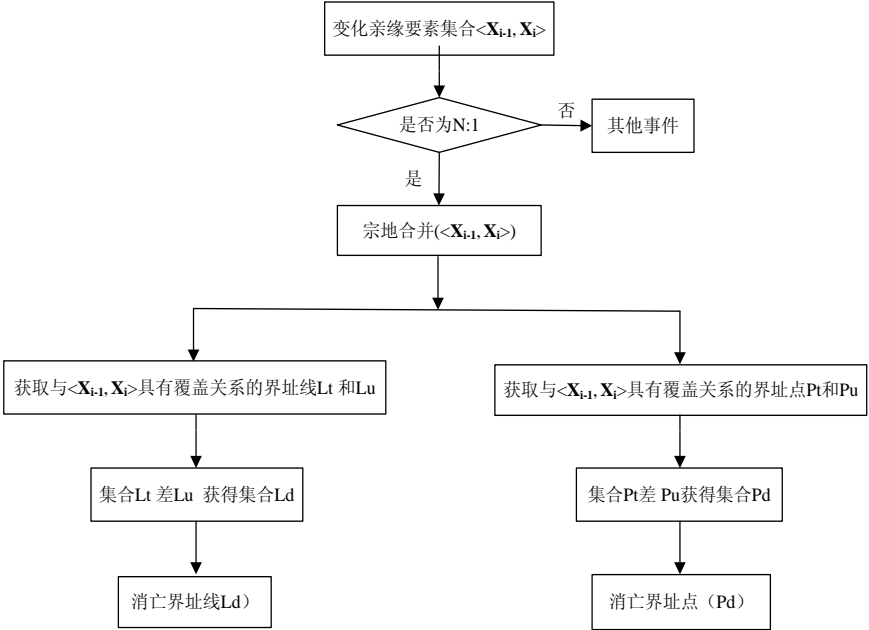 变化亲缘要素集合<Xi-1, Xi>
是否为N:1
否
其他事件
是
宗地合并(<Xi-1, Xi>)
获取与<Xi-1, Xi>具有覆盖关系的界址线Lt 和Lu
获取与<Xi-1, Xi>具有覆盖关系的界址点Pt和Pu
集合Lt 差Lu 获得集合Ld
集合Pt差 Pu获得集合Pd
消亡界址线Ld）
消亡界址点（Pd）